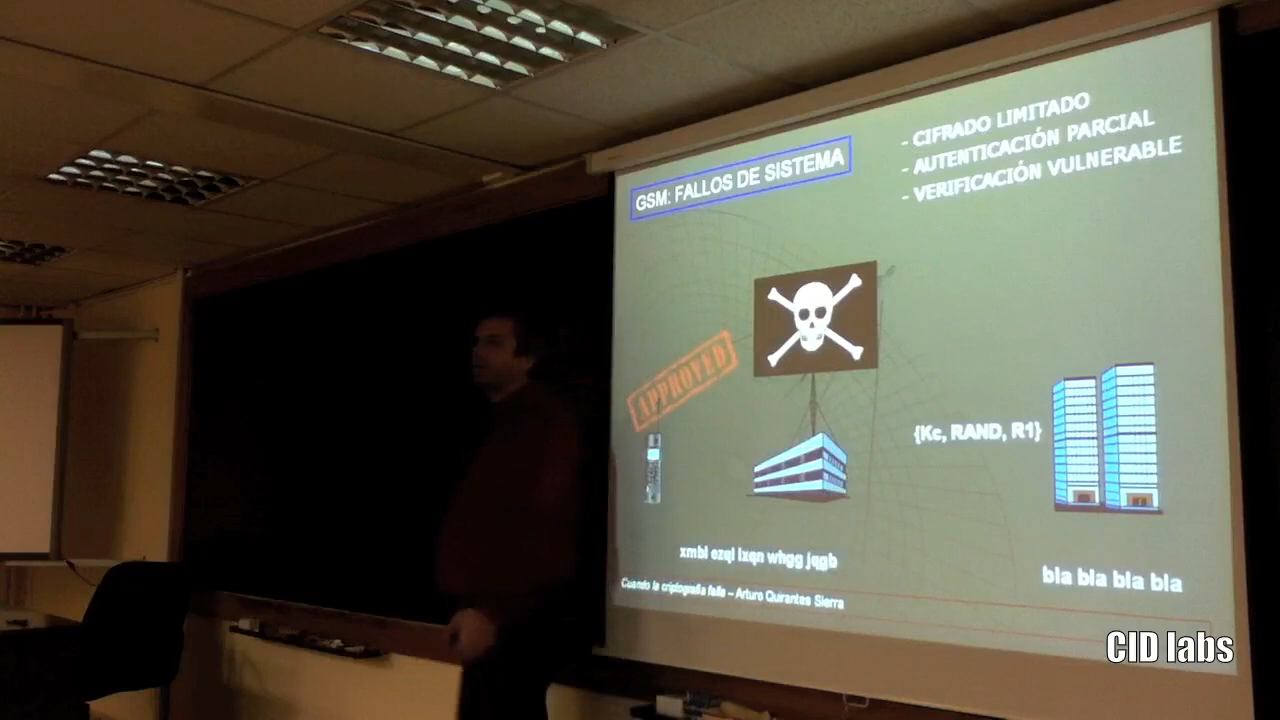 - CIFRADO LIMITADO
- AUTENTICACIÓN PARCIAL
- VERIFICACIÓN VULNERABLE
GSM: FALLOS DE SISTEMA
APPROVED
{Kc, RAND, R1}
xmbl ezql lxqn whgg jqgb
bla bla bla bla
Cuando la criptografía falla – Arturo Quirantes Sierra
CID labs